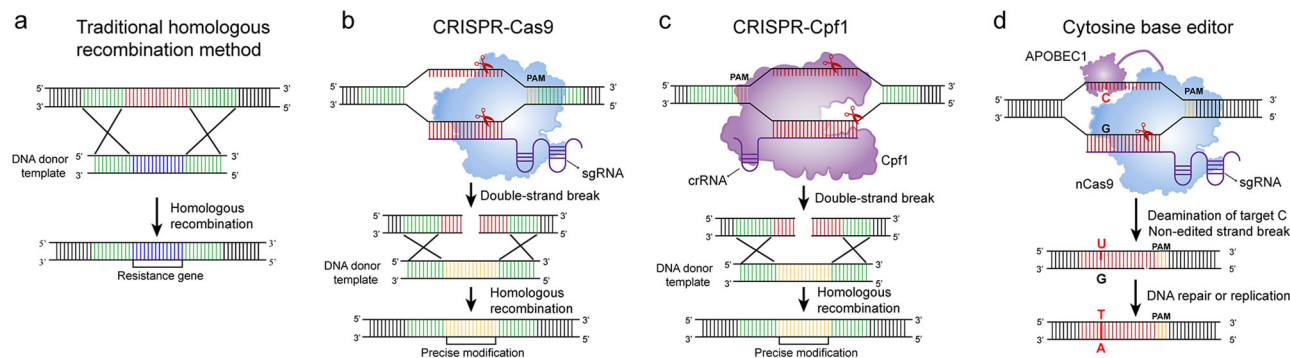 a
Traditional homologous
recombination method
5'
3'
3'
5'
DNA donor
template
5'
3'
3'
5'
Homologous
recombination
5'
3'
3'
5'
Resistance gene
b
CRISPR-Cas9
PAM
5'
3'
3'
5'
sgRNA
Double-strand break
5'
3'
3'
5'
DNA donor
template
5'
3'
3'
5'
Homologous
recombination
5'
3'
3'
5'
Precise modification
c
CRISPR-Cpf1
PAM
5'
3'
3'
5'
crRNA
Cpf1
Double-strand break
5'
3'
3'
5'
DNA donor
template
5'
3'
3'
5'
Homologous
recombination
5'
3'
3'
5'
Precise modification
d
Cytosine base editor
APOBEC1
PAM
C
5'
3'
3'
5'
G
nCas9
sgRNA
Deamination of target C
Non-edited strand break
U
PAM
5'
3'
3'
5'
G
DNA repair or replication
T
PAM
5'
3'
3'
5'
A